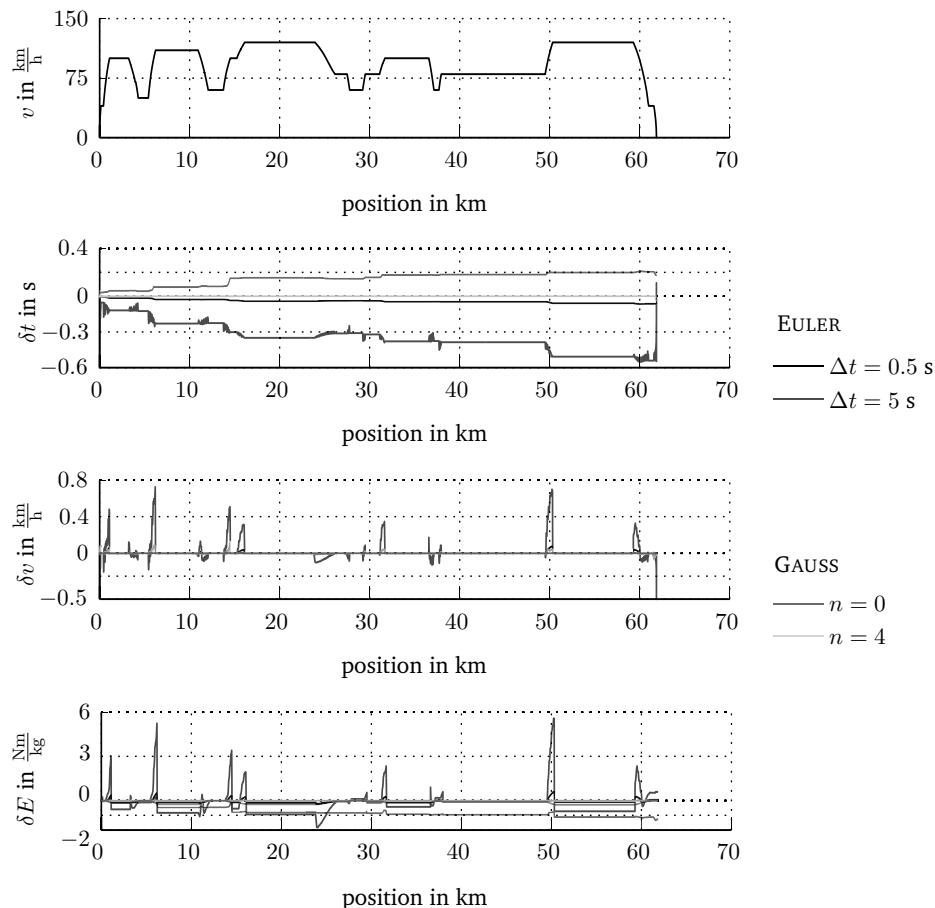 150
75
0
v in km/h
0 10 20 30 40 50 60 70
position in km
0.4
0
−0.3
−0.6
δt in s
0 10 20 30 40 50 60 70
position in km
EULER
Δt = 0.5 s
Δt = 5 s
0.8
0.4
0
−0.5
δv in km/h
0 10 20 30 40 50 60 70
position in km
GAUSS
n = 0
n = 4
6
3
0
−2
δE in Nm/kg
0 10 20 30 40 50 60 70
position in km